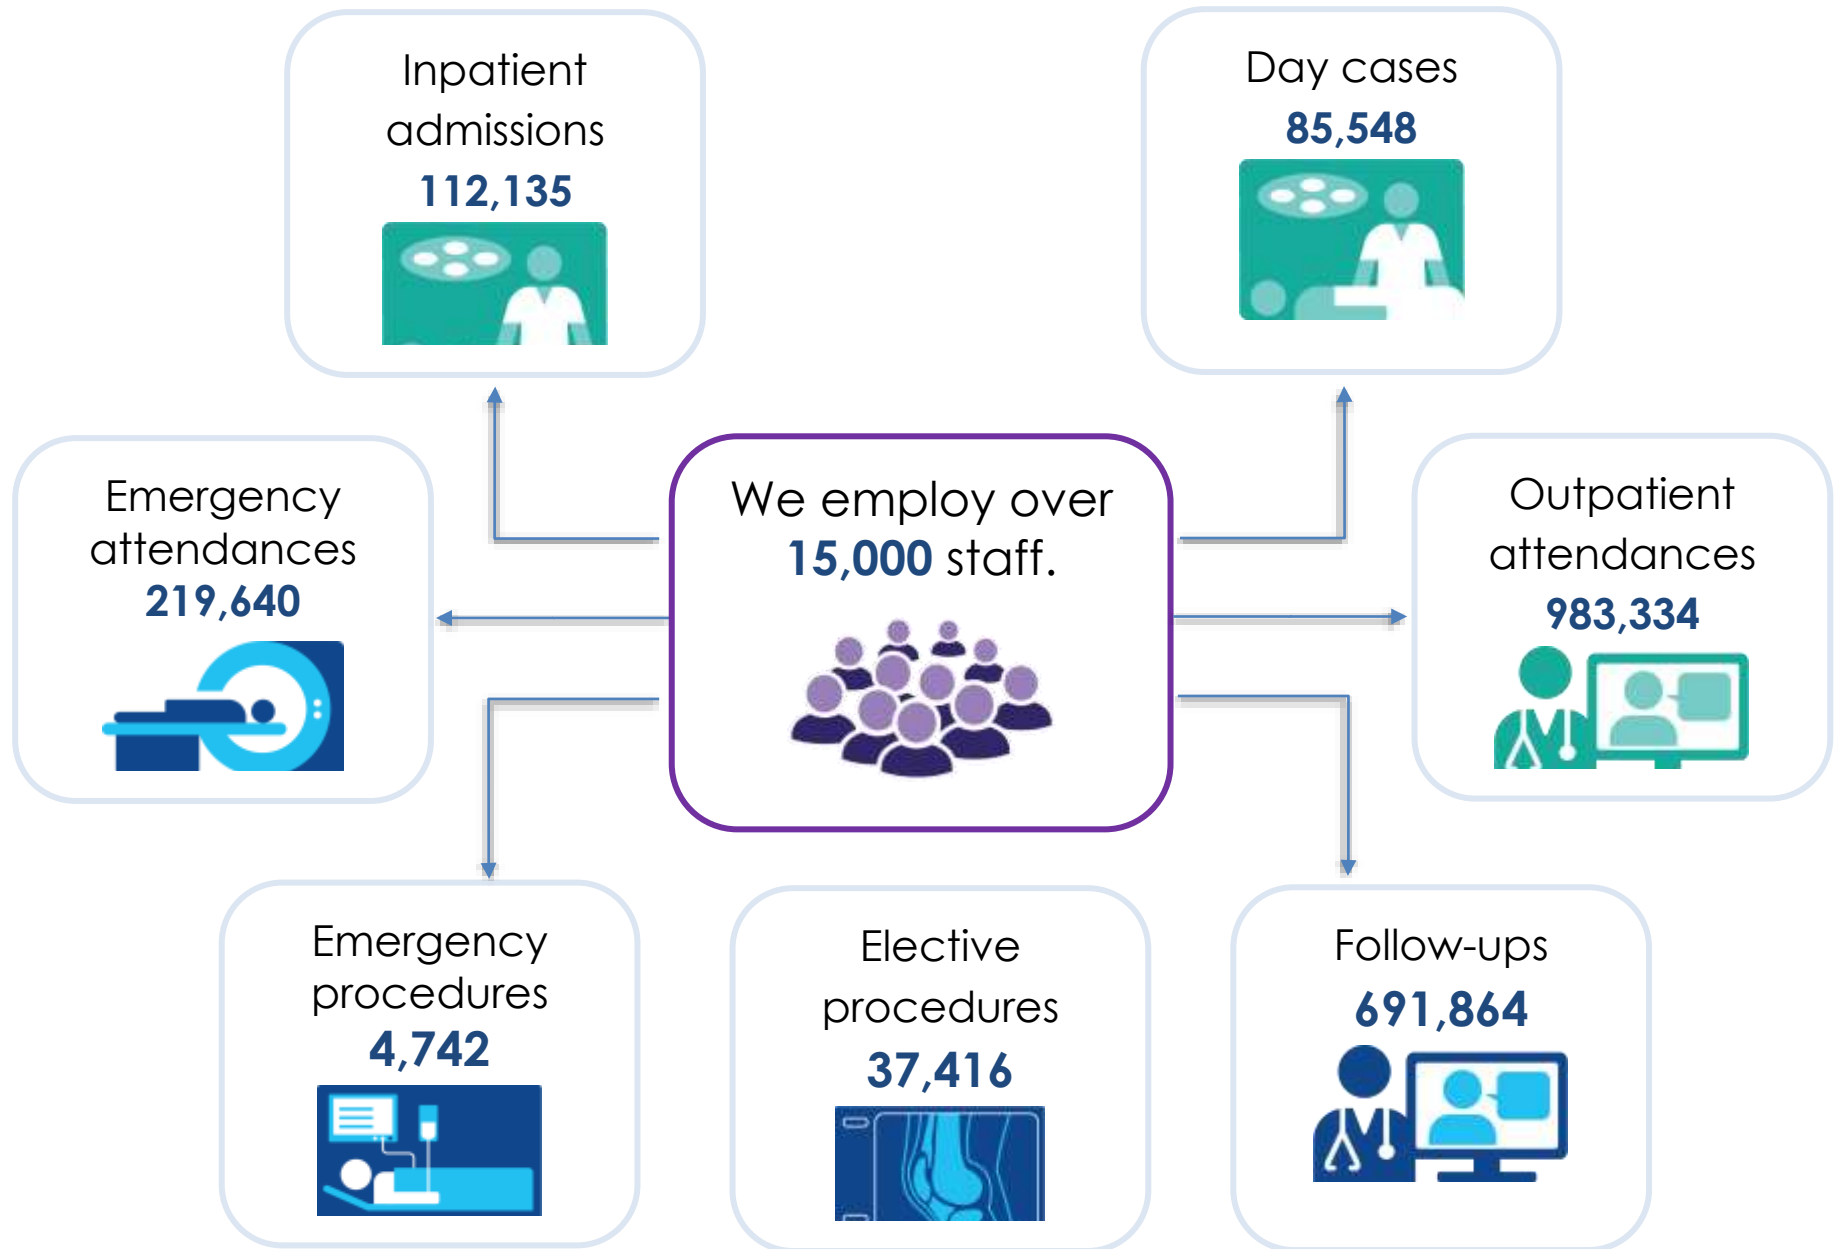 Inpatient
admissions
112,135
Day cases
85,548
Emergency
attendances
219,640
We employ over
15,000 staff.
Outpatient
attendances
983,334
Emergency
procedures
4,742
Elective
procedures
37,416
Follow-ups
691,864